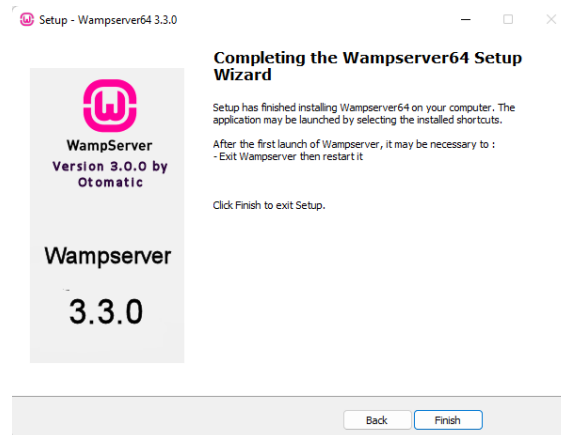 Setup - Wampserver64 3.3.0
Completing the Wampserver64 Setup
Wizard
Setup has finished installing Wampserver64 on your computer. The
application may be launched by selecting the installed shortcuts.
After the first launch of Wampserver, it may be necessary to :
- Exit Wampserver then restart it
Click Finish to exit Setup.
WampServer
Version 3.0.0 by
Otomatic
Wampserver
3.3.0
Back
Finish